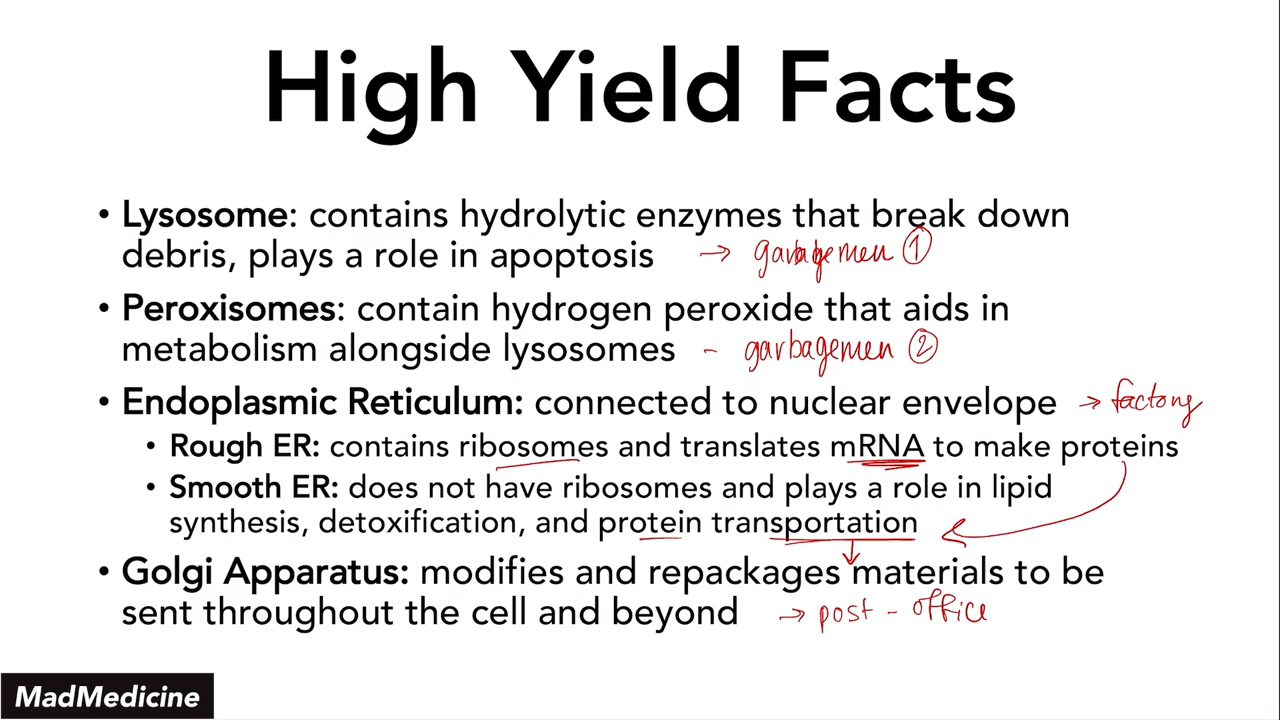 High Yield Facts
• Lysosome: contains hydrolytic enzymes that break down
debris, plays a role in apoptosis → garbagemen ①
• Peroxisomes: contain hydrogen peroxide that aids in
metabolism alongside lysosomes - garbagemen ②
• Endoplasmic Reticulum: connected to nuclear envelope → factory
• Rough ER: contains ribosomes and translates mRNA to make proteins
• Smooth ER: does not have ribosomes and plays a role in lipid
synthesis, detoxification, and protein transportation
• Golgi Apparatus: modifies and repackages materials to be
sent throughout the cell and beyond → post - office
MadMedicine